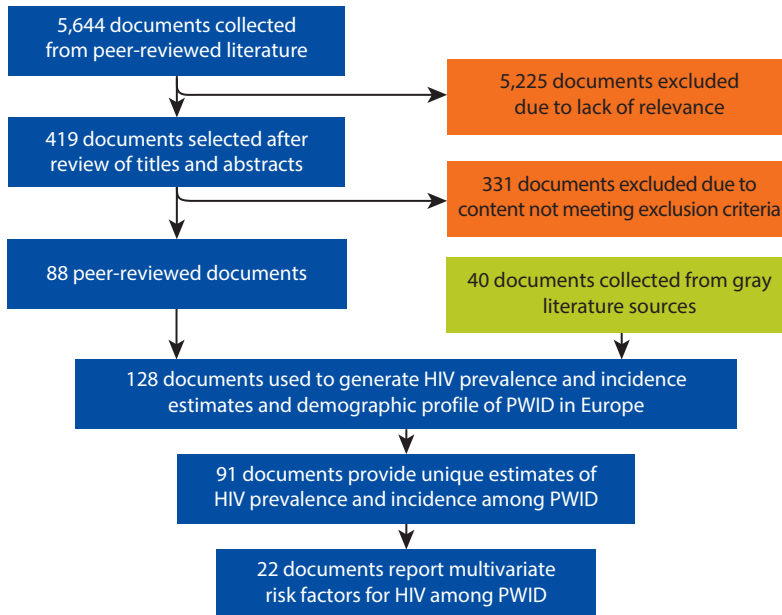 5,644 documents collected
from peer-reviewed literature
5,225 documents excluded
due to lack of relevance
419 documents selected after
review of titles and abstracts
331 documents excluded due to
content not meeting exclusion criteria
88 peer-reviewed documents
40 documents collected from gray
literature sources
128 documents used to generate HIV prevalence and incidence
estimates and demographic profile of PWID in Europe
91 documents provide unique estimates of
HIV prevalence and incidence among PWID
22 documents report multivariate
risk factors for HIV among PWID